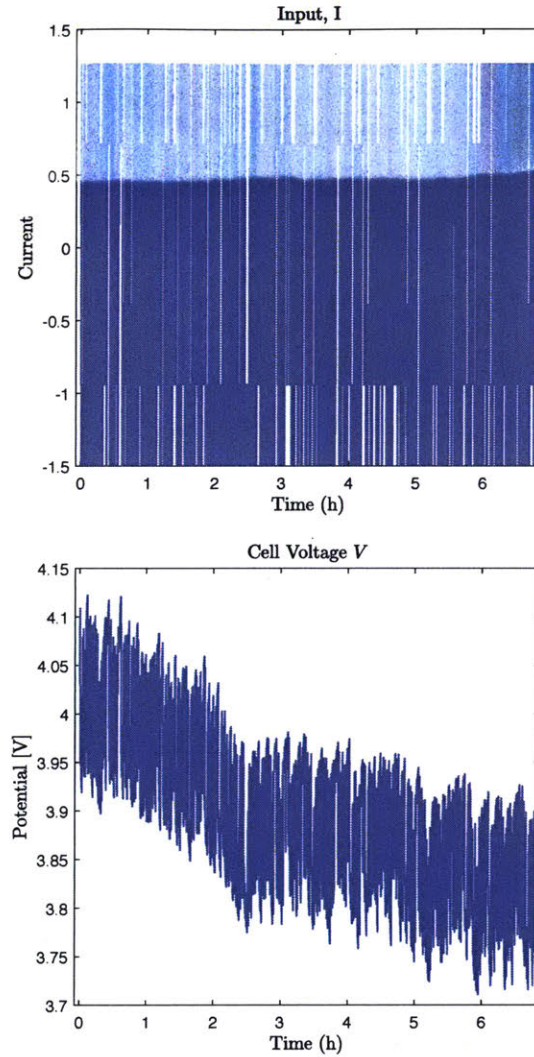 Input, I
1.5
1
0.5
0
-0.5
-1
-1.5
Current
0 1 2 3 4 5 6
Time (h)
Cell Voltage V
4.15
4.1
4.05
4
3.95
3.9
3.85
3.8
3.75
3.7
Potential [V]
0 1 2 3 4 5 6
Time (h)